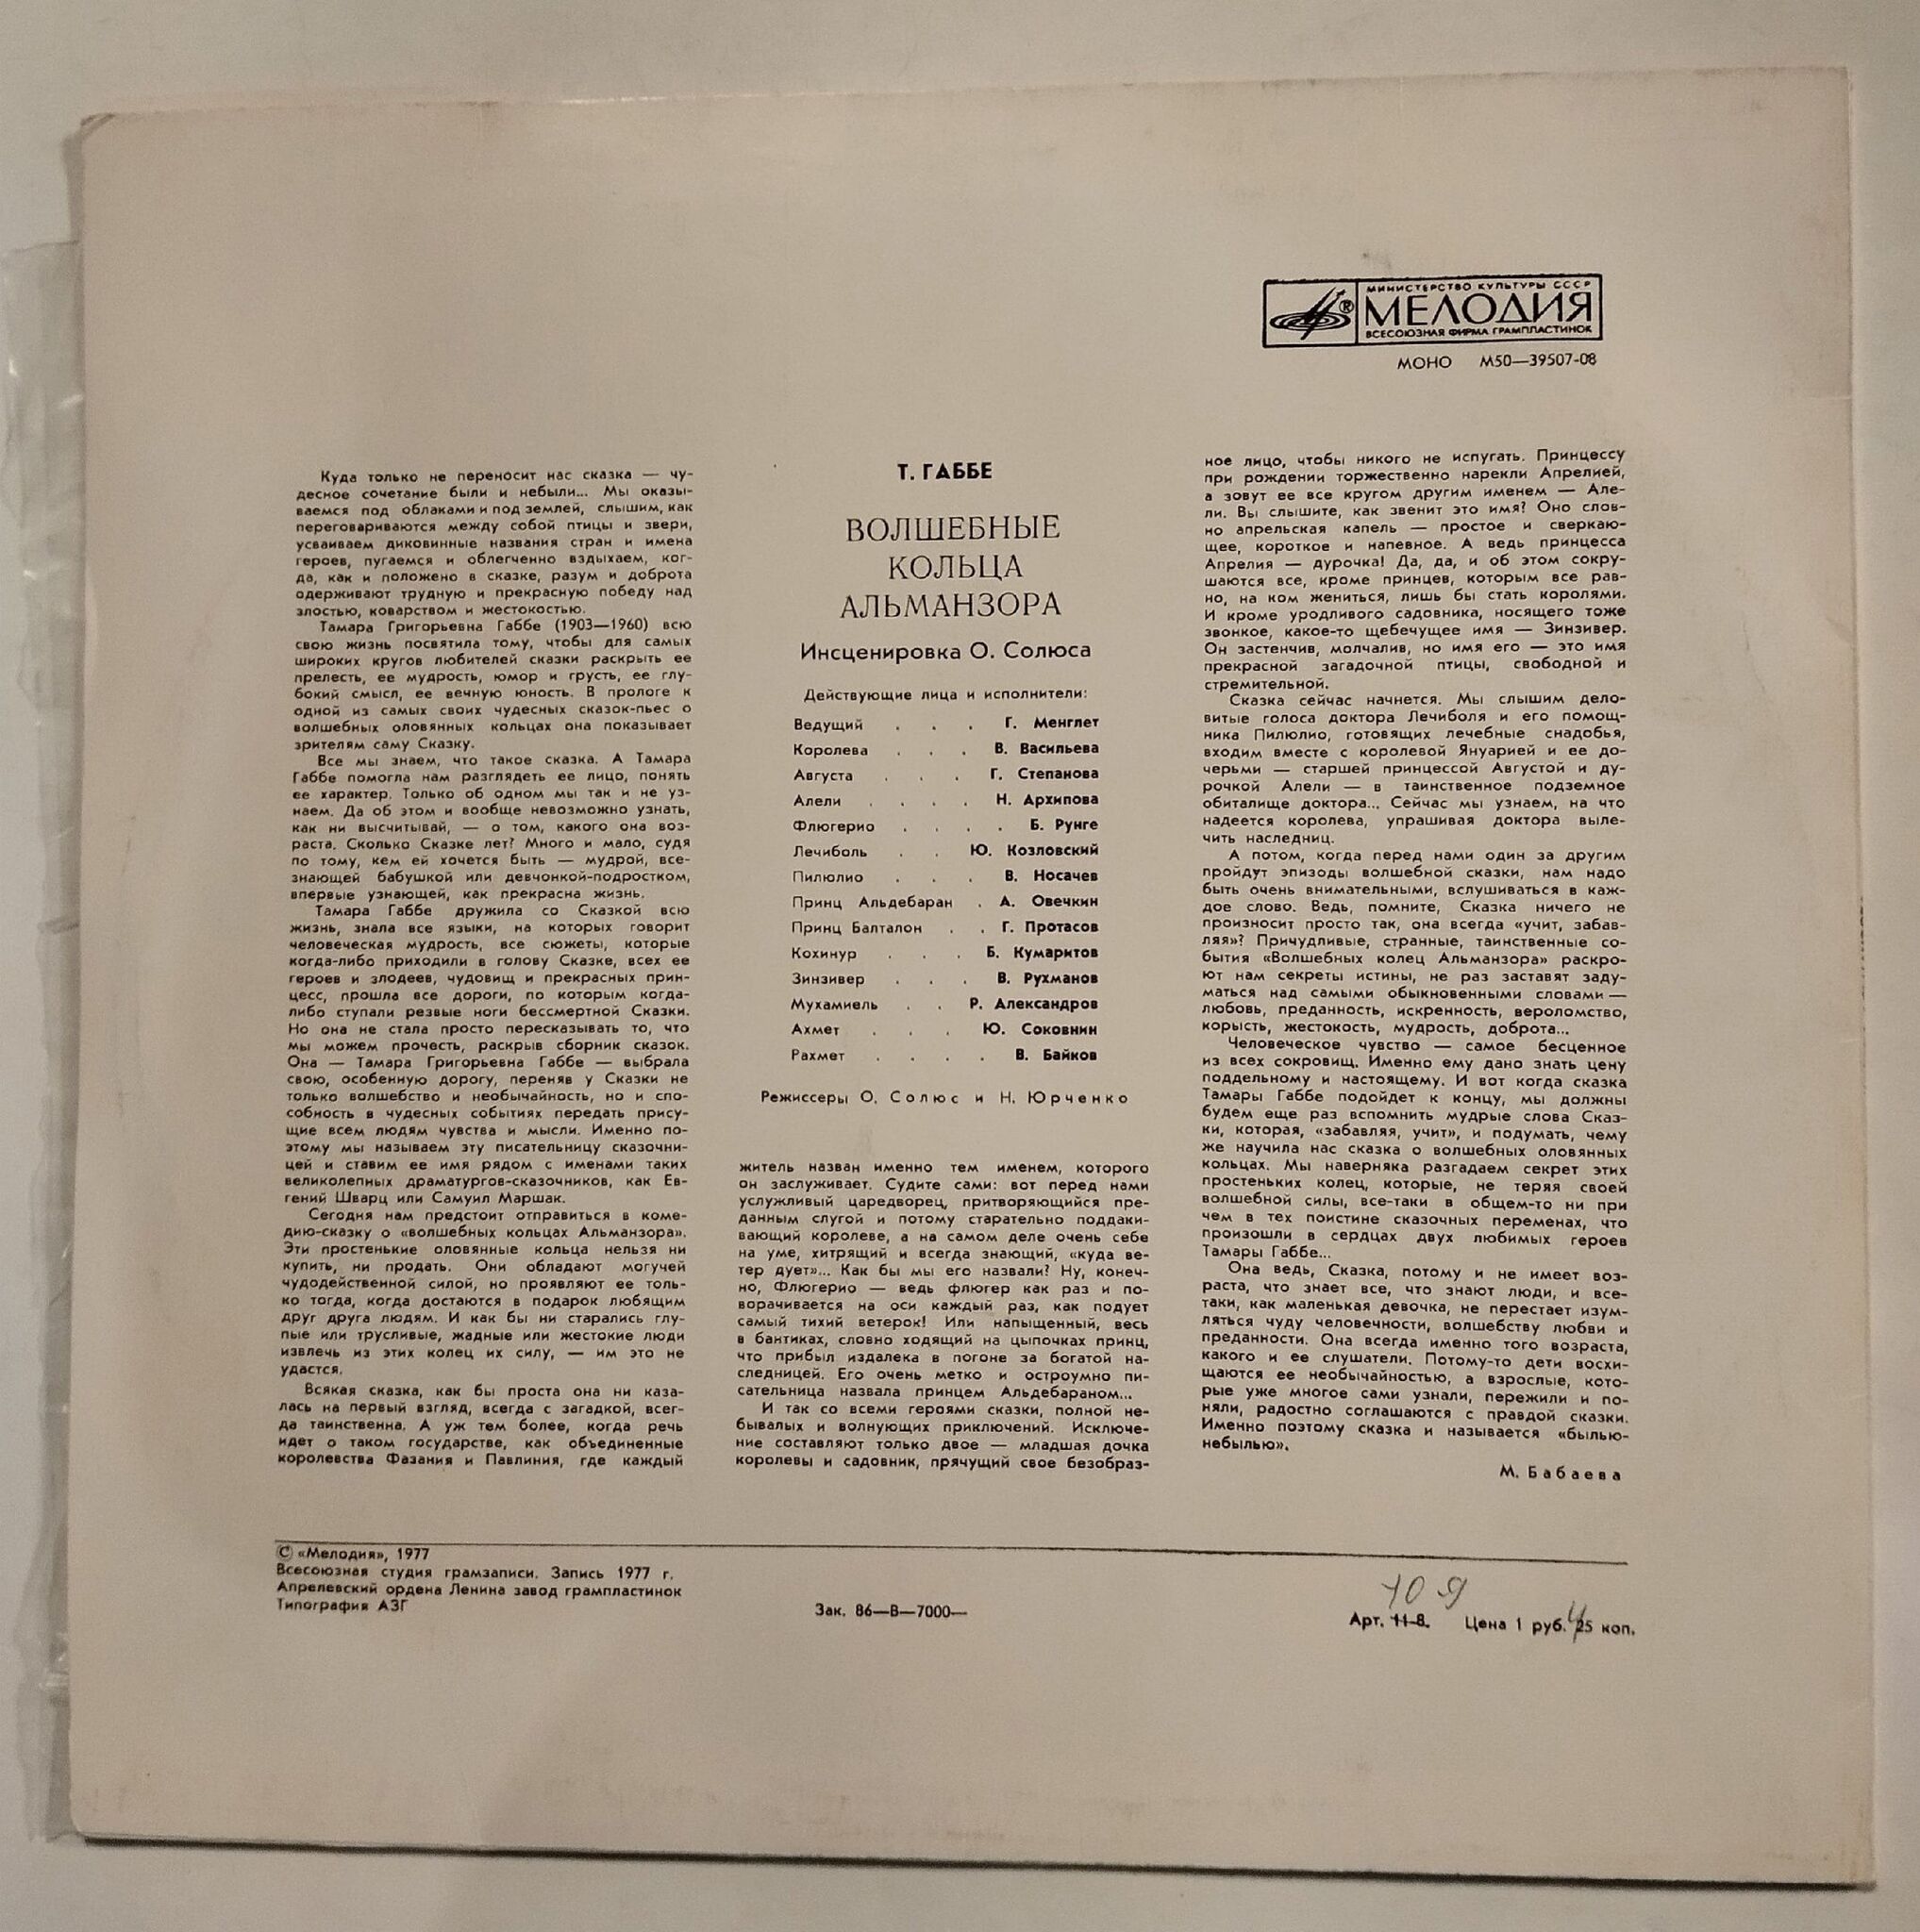 МИНИСТЕРСТВО КУЛЬТУРЫ СССР
МЕЛОДИЯ
ВСЕСОЮЗНАЯ ФИРМА ГРАМПЛАСТИНОК
МОНО М50—39507-08
Куда только не переносит нас сказка — чу-
десное сочетание были и небыли... Мы оказы-
ваемся под облаками и под землей, слышим, как
переговариваются между собой птицы и звери,
усваиваем диковинные названия стран и имена
героев, пугаемся и облегченно вздыхаем, ког-
да, как и положено в сказке, разум и доброта
одерживают трудную и прекрасную победу над
злостью, коварством и жестокостью.
Тамара Григорьевна Габбе (1903—1960) всю
свою жизнь посвятила тому, чтобы для самых
широких кругов любителей сказки раскрыть ее
прелесть, ее мудрость, юмор и грусть, ее глу-
бокий смысл, ее вечную юность. В прологе к
одной из самых своих чудесных сказок-пьес о
волшебных оловянных кольцах она показывает
зрителям саму Сказку.
Все мы знаем, что такое сказка. А Тамара
Габбе помогла нам разглядеть ее лицо, понять
ее характер. Только об одном мы так и не уз-
наем. Да об этом и вообще невозможно узнать,
как ни высчитывай, — о том, какого она воз-
раста. Сколько Сказке лет? Много и мало, судя
по тому, кем ей хочется быть — мудрой, все-
знающей бабушкой или девчонкой-подростком,
впервые узнающей, как прекрасна жизнь.
Тамара Габбе дружила со Сказкой всю
жизнь, знала все языки, на которых говорит
человеческая мудрость, все сюжеты, которые
когда-либо приходили в голову Сказке, всех ее
героев и злодеев, чудовищ и прекрасных прин-
цесс, прошла все дороги, по которым когда-
либо ступали резвые ноги бессмертной Сказки.
Но она не стала просто пересказывать то, что
мы можем прочесть, раскрыв сборник сказок.
Она — Тамара Григорьевна Габбе — выбрала
свою, особенную дорогу, переняв у Сказки не
только волшебство и необычайность, но и спо-
собность в чудесных событиях передать прису-
щие всем людям чувства и мысли. Именно по-
этому мы называем эту писательницу сказочни-
цей и ставим ее имя рядом с именами таких
великолепных драматургов-сказочников, как Ев-
гений Шварц или Самуил Маршак.
Сегодня нам предстоит отправиться в коме-
дию-сказку о «волшебных кольцах Альманзора».
Эти простенькие оловянные кольца нельзя ни
купить, ни продать. Они обладают могучей
чудодейственной силой, но проявляют ее толь-
ко тогда, когда достаются в подарок любящим
друг друга людям. И как бы ни старались глу-
пые или трусливые, жадные или жестокие люди
извлечь из этих колец их силу, — им это не
удастся.
Всякая сказка, как бы проста она ни каза-
лась на первый взгляд, всегда с загадкой, всег-
да таинственна. А уж тем более, когда речь
идет о таком государстве, как объединенные
королевства Фазания и Павлиния, где каждый
Т. ГАББЕ
ВОЛШЕБНЫЕ
КОЛЬЦА
АЛЬМАНЗОРА
Инсценировка О. Солюса
Действующие лица и исполнители:
Ведущий . . . Г. Менглет
Королева . . . В. Васильева
Августа . . . Г. Степанова
Алели . . . . Н. Архипова
Флюгерио . . . . Б. Рунге
Лечиболь . . Ю. Козловский
Пилюлио . . . В. Носачев
Принц Альдебаран . А. Овечкин
Принц Балталон . . Г. Протасов
Кохинур . . . Б. Кумаритов
Зинзивер . . . В. Рухманов
Мухамиель . . Р. Александров
Ахмет . . . Ю. Соковнин
Рахмет . . . . В. Байков
Режиссеры О. Солюс и Н. Юрченко
житель назван именно тем именем, которого
он заслуживает. Судите сами: вот перед нами
услужливый царедворец, притворяющийся пре-
данным слугой и потому старательно поддаки-
вающий королеве, а на самом деле очень себе
на уме, хитрящий и всегда знающий, «куда ве-
тер дует»... Как бы мы его назвали? Ну, конеч-
но, Флюгерио — ведь флюгер как раз и по-
ворачивается на оси каждый раз, как подует
самый тихий ветерок! Или напыщенный, весь
в бантиках, словно ходящий на цыпочках принц,
что прибыл издалека в погоне за богатой на-
следницей. Его очень метко и остроумно пи-
сательница назвала принцем Альдебараном...
И так со всеми героями сказки, полной не-
бывалых и волнующих приключений. Исключе-
ние составляют только двое — младшая дочка
королевы и садовник, прячущий свое безобраз-
ное лицо, чтобы никого не испугать. Принцессу
при рождении торжественно нарекли Апрелией,
а зовут ее все кругом другим именем — Але-
ли. Вы слышите, как звенит это имя? Оно слов-
но апрельская капель — простое и сверкаю-
щее, короткое и напевное. А ведь принцесса
Апрелия — дурочка! Да, да, и об этом сокру-
шаются все, кроме принцев, которым все рав-
но, на ком жениться, лишь бы стать королями.
И кроме уродливого садовника, носящего тоже
звонкое, какое-то щебечущее имя — Зинзивер.
Он застенчив, молчалив, но имя его — это имя
прекрасной загадочной птицы, свободной и
стремительной.
Сказка сейчас начнется. Мы слышим дело-
витые голоса доктора Лечиболя и его помощ-
ника Пилюлио, готовящих лечебные снадобья,
входим вместе с королевой Януарией и ее до-
черьми — старшей принцессой Августой и ду-
рочкой Алели — в таинственное подземное
обиталище доктора... Сейчас мы узнаем, на что
надеется королева, упрашивая доктора выле-
чить наследниц.
А потом, когда перед нами один за другим
пройдут эпизоды волшебной сказки, нам надо
быть очень внимательными, вслушиваться в каж-
дое слово. Ведь, помните, Сказка ничего не
произносит просто так, она всегда «учит, забав-
ляя»? Причудливые, странные, таинственные со-
бытия «Волшебных колец Альманзора» раскро-
ют нам секреты истины, не раз заставят заду-
маться над самыми обыкновенными словами —
любовь, преданность, искренность, вероломство,
корысть, жестокость, мудрость, доброта...
Человеческое чувство — самое бесценное
из всех сокровищ. Именно ему дано знать цену
поддельному и настоящему. И вот когда сказка
Тамары Габбе подойдет к концу, мы должны
будем еще раз вспомнить мудрые слова Сказ-
ки, которая, «забавляя, учит», и подумать, чему
же научила нас сказка о волшебных оловянных
кольцах. Мы наверняка разгадаем секрет этих
простеньких колец, которые, не теряя своей
волшебной силы, все-таки в общем-то ни при
чем в тех поистине сказочных переменах, что
произошли в сердцах двух любимых героев
Тамары Габбе...
Она ведь, Сказка, потому и не имеет воз-
раста, что знает все, что знают люди, и все-
таки, как маленькая девочка, не перестает изум-
ляться чуду человечности, волшебству любви и
преданности. Она всегда именно того возраста,
какого и ее слушатели. Потому-то дети восхи-
щаются ее необычайностью, а взрослые, кото-
рые уже многое сами узнали, пережили и по-
няли, радостно соглашаются с правдой сказки.
Именно поэтому сказка и называется «былью-
небылью».
М. Бабаева
© «Мелодия», 1977
Всесоюзная студия грамзаписи. Запись 1977 г.
Апрелевский ордена Ленина завод грампластинок
Типография АЗГ
Зак. 86—В—7000—
10 9
Арт. 11-8. Цена 1 руб. 25 коп.